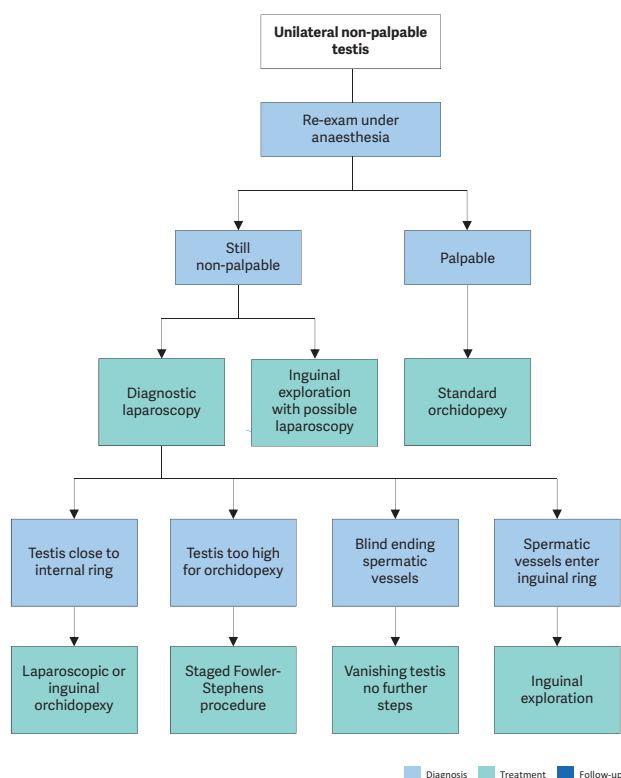 Unilateral non-palpable
testis
Re-exam under
anaesthesia
Still
non-palpable
Palpable
Diagnostic
laparoscopy
Inguinal
exploration
with possible
laparoscopy
Standard
orchidopexy
Testis close to
internal ring
Testis too high
for orchidopexy
Blind ending
spermatic
vessels
Spermatic
vessels enter
inguinal ring
Laparoscopic or
inguinal
orchidopexy
Staged Fowler-
Stephens
procedure
Vanishing testis
no further
steps
Inguinal
exploration
Diagnosis Treatment Follow-up